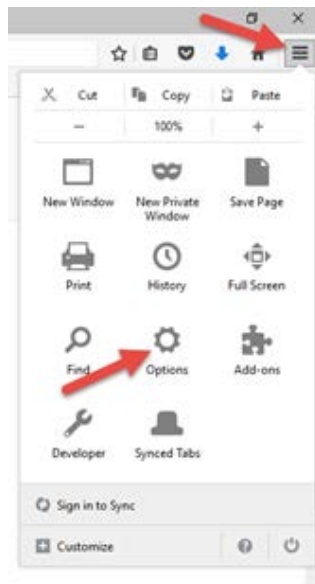 Cut Copy Paste
100%
New Window New Private Save Page
Window
Print History Full Screen
Find Options Add-ons
Developer Synced Tabs
Sign in to Sync
Customize